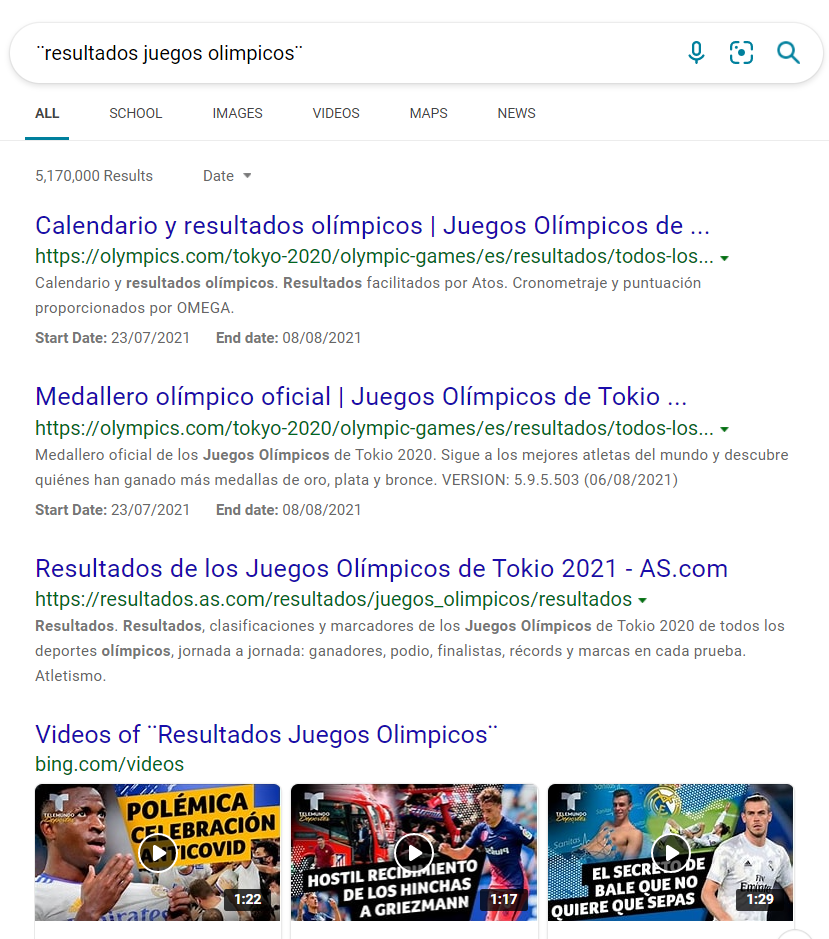 ¨resultados juegos olimpicos¨
ALL SCHOOL IMAGES VIDEOS MAPS NEWS
5,170,000 Results Date
Calendario y resultados olímpicos | Juegos Olímpicos de ...
https://olympics.com/tokyo-2020/olympic-games/es/resultados/todos-los...
Calendario y resultados olímpicos. Resultados facilitados por Atos. Cronometraje y puntuación
proporcionados por OMEGA.
Start Date: 23/07/2021 End date: 08/08/2021
Medallero olímpico oficial | Juegos Olímpicos de Tokio ...
https://olympics.com/tokyo-2020/olympic-games/es/resultados/todos-los...
Medallero oficial de los Juegos Olímpicos de Tokio 2020. Sigue a los mejores atletas del mundo y descubre
quiénes han ganado más medallas de oro, plata y bronce. VERSION: 5.9.5.503 (06/08/2021)
Start Date: 23/07/2021 End date: 08/08/2021
Resultados de los Juegos Olímpicos de Tokio 2021 - AS.com
https://resultados.as.com/resultados/juegos_olimpicos/resultados
Resultados. Resultados, clasificaciones y marcadores de los Juegos Olímpicos de Tokio 2020 de todos los
deportes olímpicos, jornada a jornada: ganadores, podio, finalistas, récords y marcas en cada prueba.
Atletismo.
Videos of ¨Resultados Juegos Olimpicos¨
bing.com/videos
TELEMUNDO
Deportes
POLÉMICA
CELEBRACIÓN
ANTICOVID
1:22
TELEMUNDO
Deportes
HOSTIL RECIBIMIENTO
DE LOS HINCHAS
A GRIEZMANN
1:17
TELEMUNDO
Deportes
EL SECRETO DE
BALE QUE NO
QUIERE QUE SEPAS
Fly
Emirates
1:29